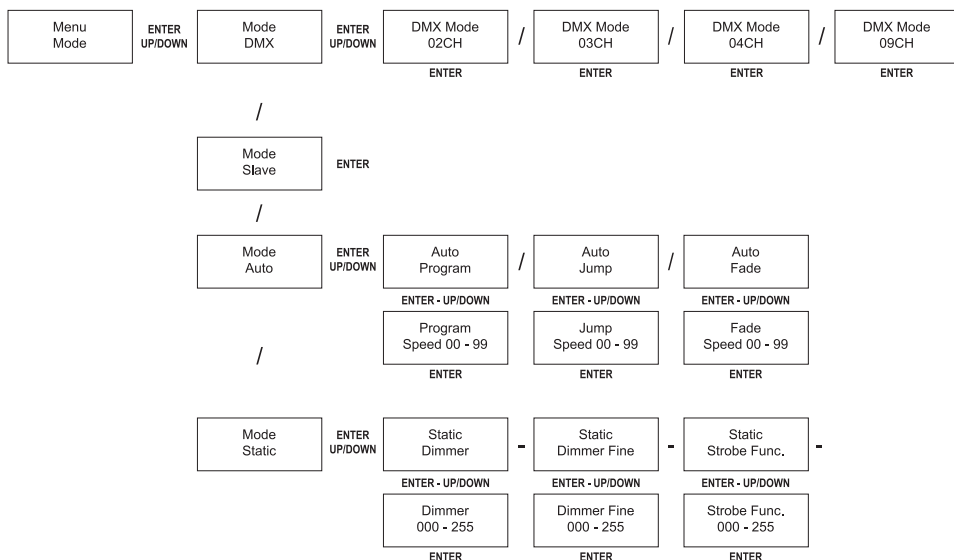 Menu
Mode
ENTER
UP/DOWN
Mode
DMX
ENTER
UP/DOWN
DMX Mode
02CH
ENTER
/
DMX Mode
03CH
ENTER
/
DMX Mode
04CH
ENTER
/
DMX Mode
09CH
ENTER
/
Mode
Slave
ENTER
/
Mode
Auto
ENTER
UP/DOWN
Auto
Program
/
Auto
Jump
/
Auto
Fade
ENTER - UP/DOWN
ENTER - UP/DOWN
ENTER - UP/DOWN
Program
Speed 00 - 99
ENTER
Jump
Speed 00 - 99
ENTER
Fade
Speed 00 - 99
ENTER
/
Mode
Static
ENTER
UP/DOWN
Static
Dimmer
-
Static
Dimmer Fine
-
Static
Strobe Func.
-
ENTER - UP/DOWN
ENTER - UP/DOWN
ENTER - UP/DOWN
Dimmer
000 - 255
ENTER
Dimmer Fine
000 - 255
ENTER
Strobe Func.
000 - 255
ENTER